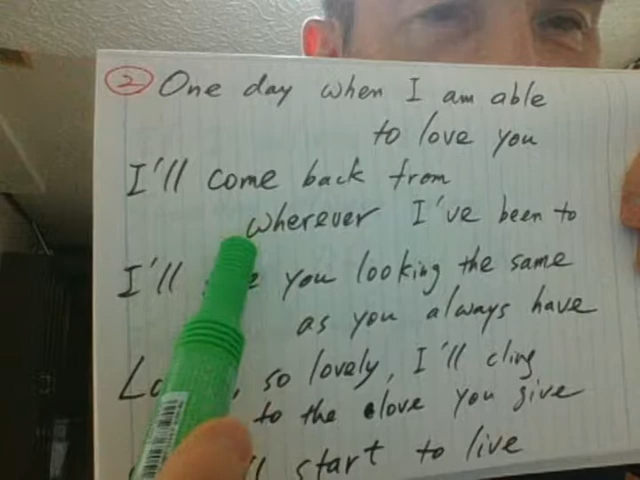 ② One day when I am able
to love you
I'll come back from
wherever I've been to
I'll you looking the same
as you always have
so lovely, I'll cling
to the love you give
start to live